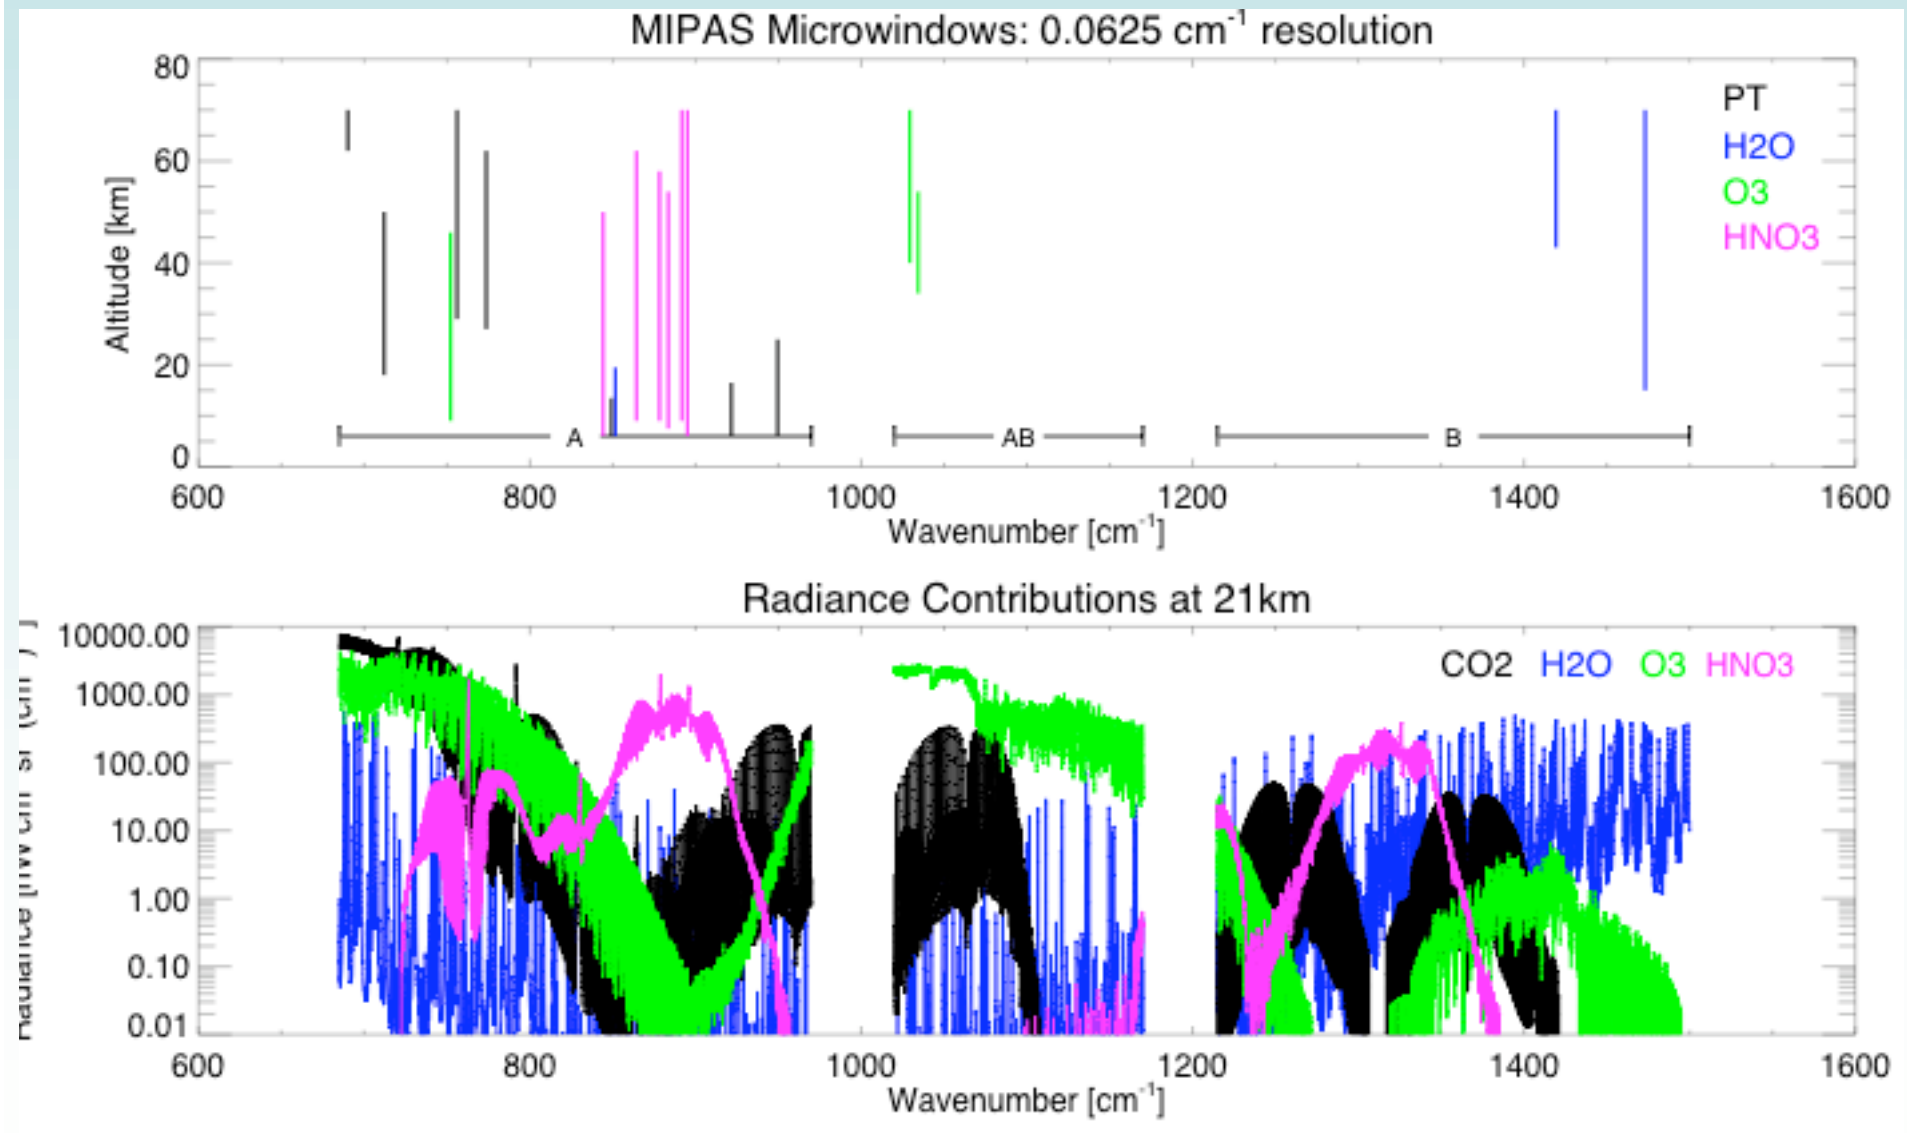 MIPAS Microwindows: 0.0625 cm⁻¹ resolution
80
60
40
20
0
Altitude [km]
PT
H2O
O3
HNO3
A
AB
B
600 800 1000 1200 1400 1600
Wavenumber [cm⁻¹]
Radiance Contributions at 21km
10000.00
1000.00
100.00
10.00
1.00
0.10
0.01
CO2 H2O O3 HNO3
600 800 1000 1200 1400 1600
Wavenumber [cm⁻¹]